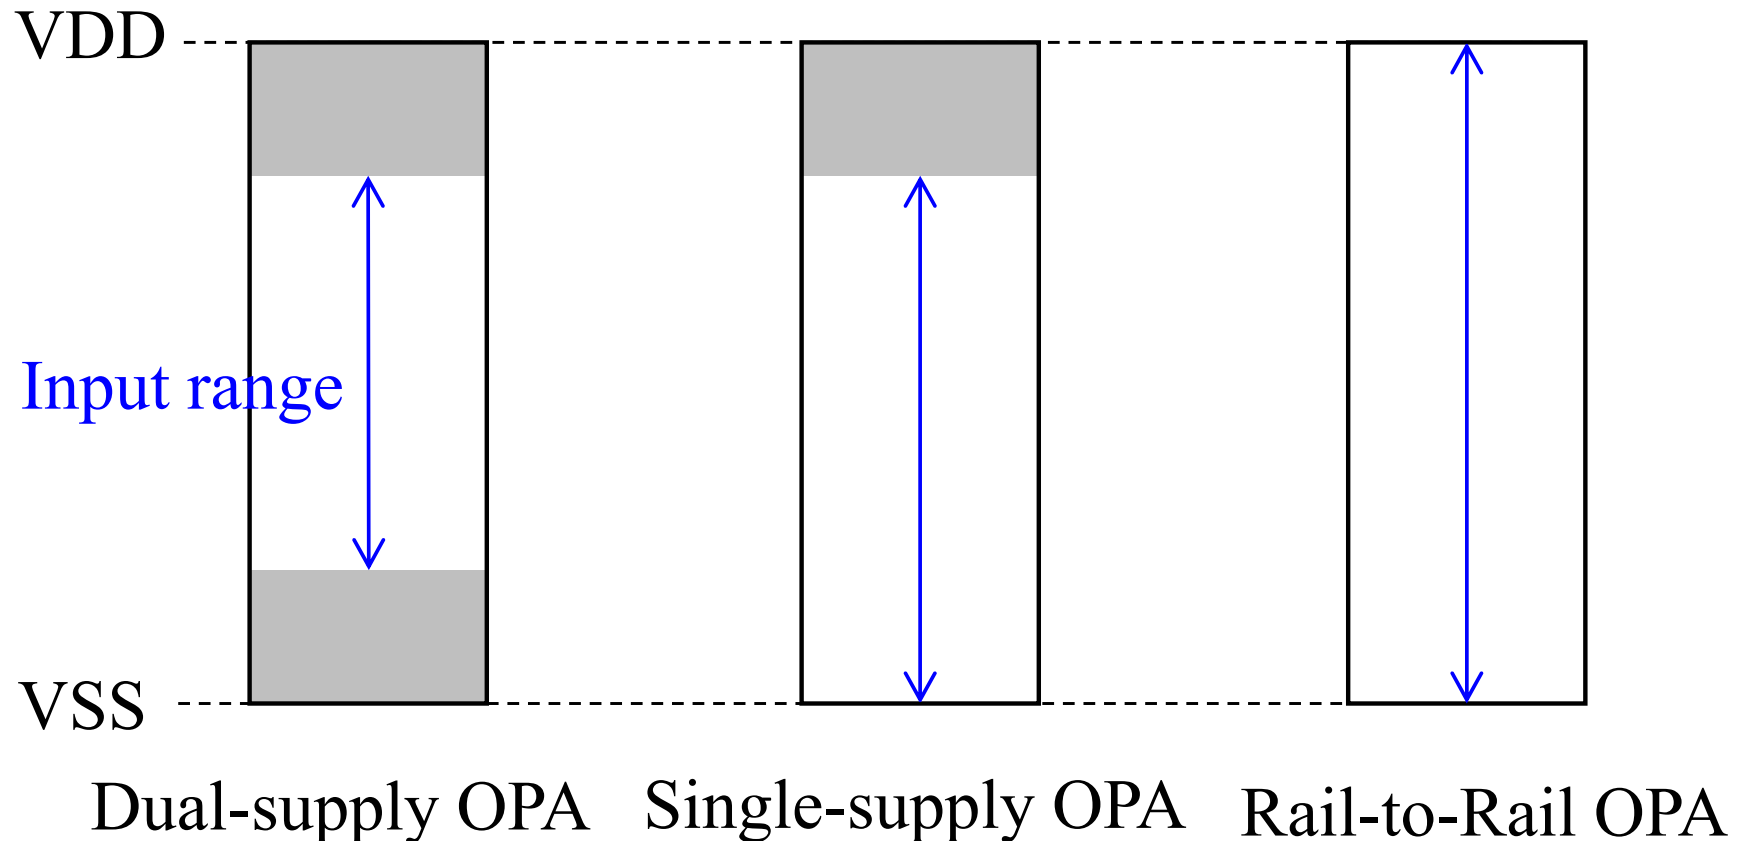 VDD
Input range
VSS
Dual-supply OPA
Single-supply OPA
Rail-to-Rail OPA